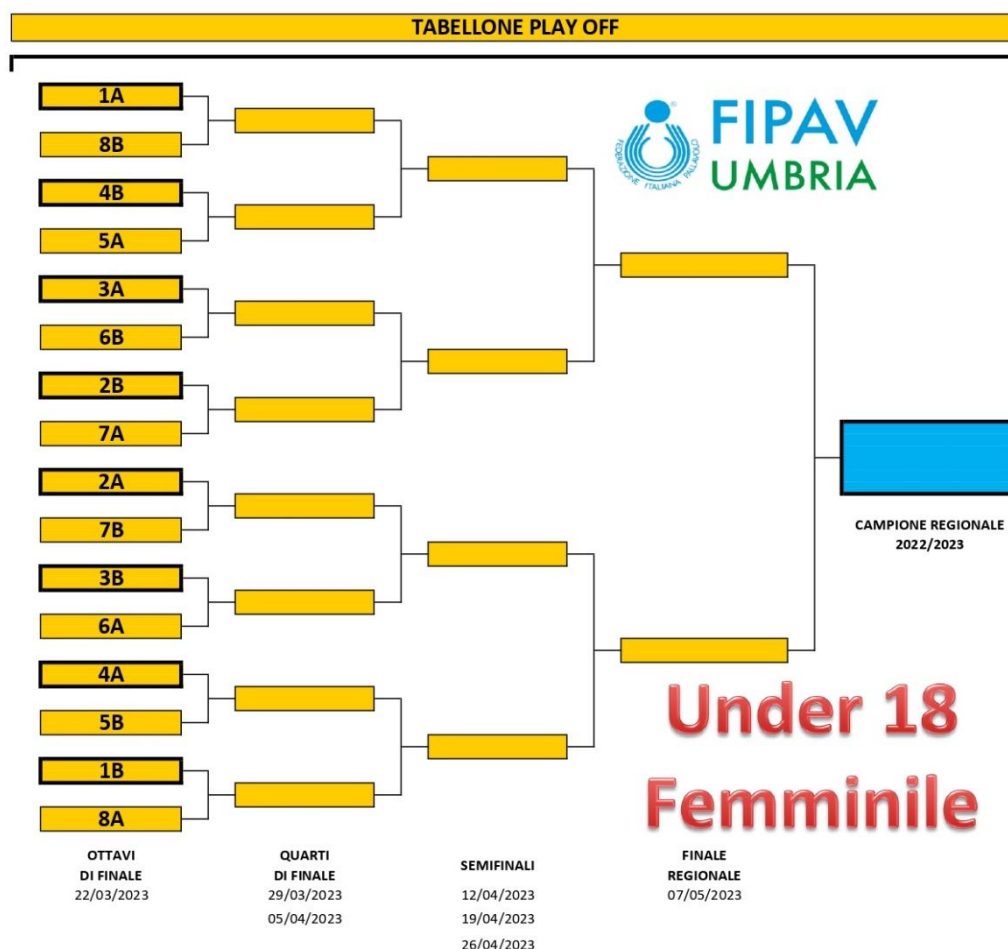 TABELLONE PLAY OFF
1A
8B
4B
5A
3A
6B
2B
7A
2A
7B
3B
6A
4A
5B
1B
8A
FIPAV
UMBRIA
FEDERAZIONE ITALIANA PALLAVOLO
®
CAMPIONE REGIONALE
2022/2023
Under 18
Femminile
OTTAVI
DI FINALE
22/03/2023
QUARTI
DI FINALE
29/03/2023
05/04/2023
SEMIFINALI
12/04/2023
19/04/2023
26/04/2023
FINALE
REGIONALE
07/05/2023